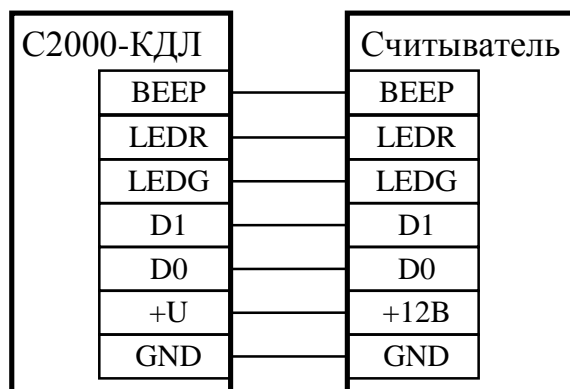 С2000-КДЛ
BEEP
LEDR
LEDG
D1
D0
+U
GND
Считыватель
BEEP
LEDR
LEDG
D1
D0
+12В
GND